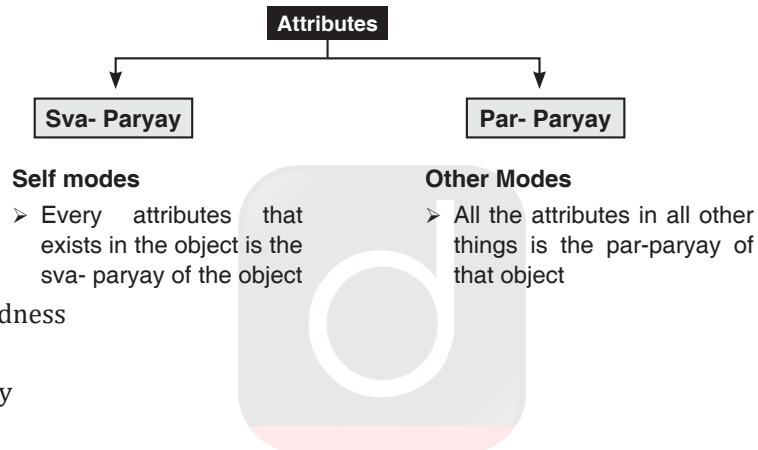 Attributes
Sva- Paryay
Par- Paryay
Self modes
➢ Every attributes that
exists in the object is the
sva- paryay of the object
Other Modes
➢ All the attributes in all other
things is the par-paryay of
that object
dness
y